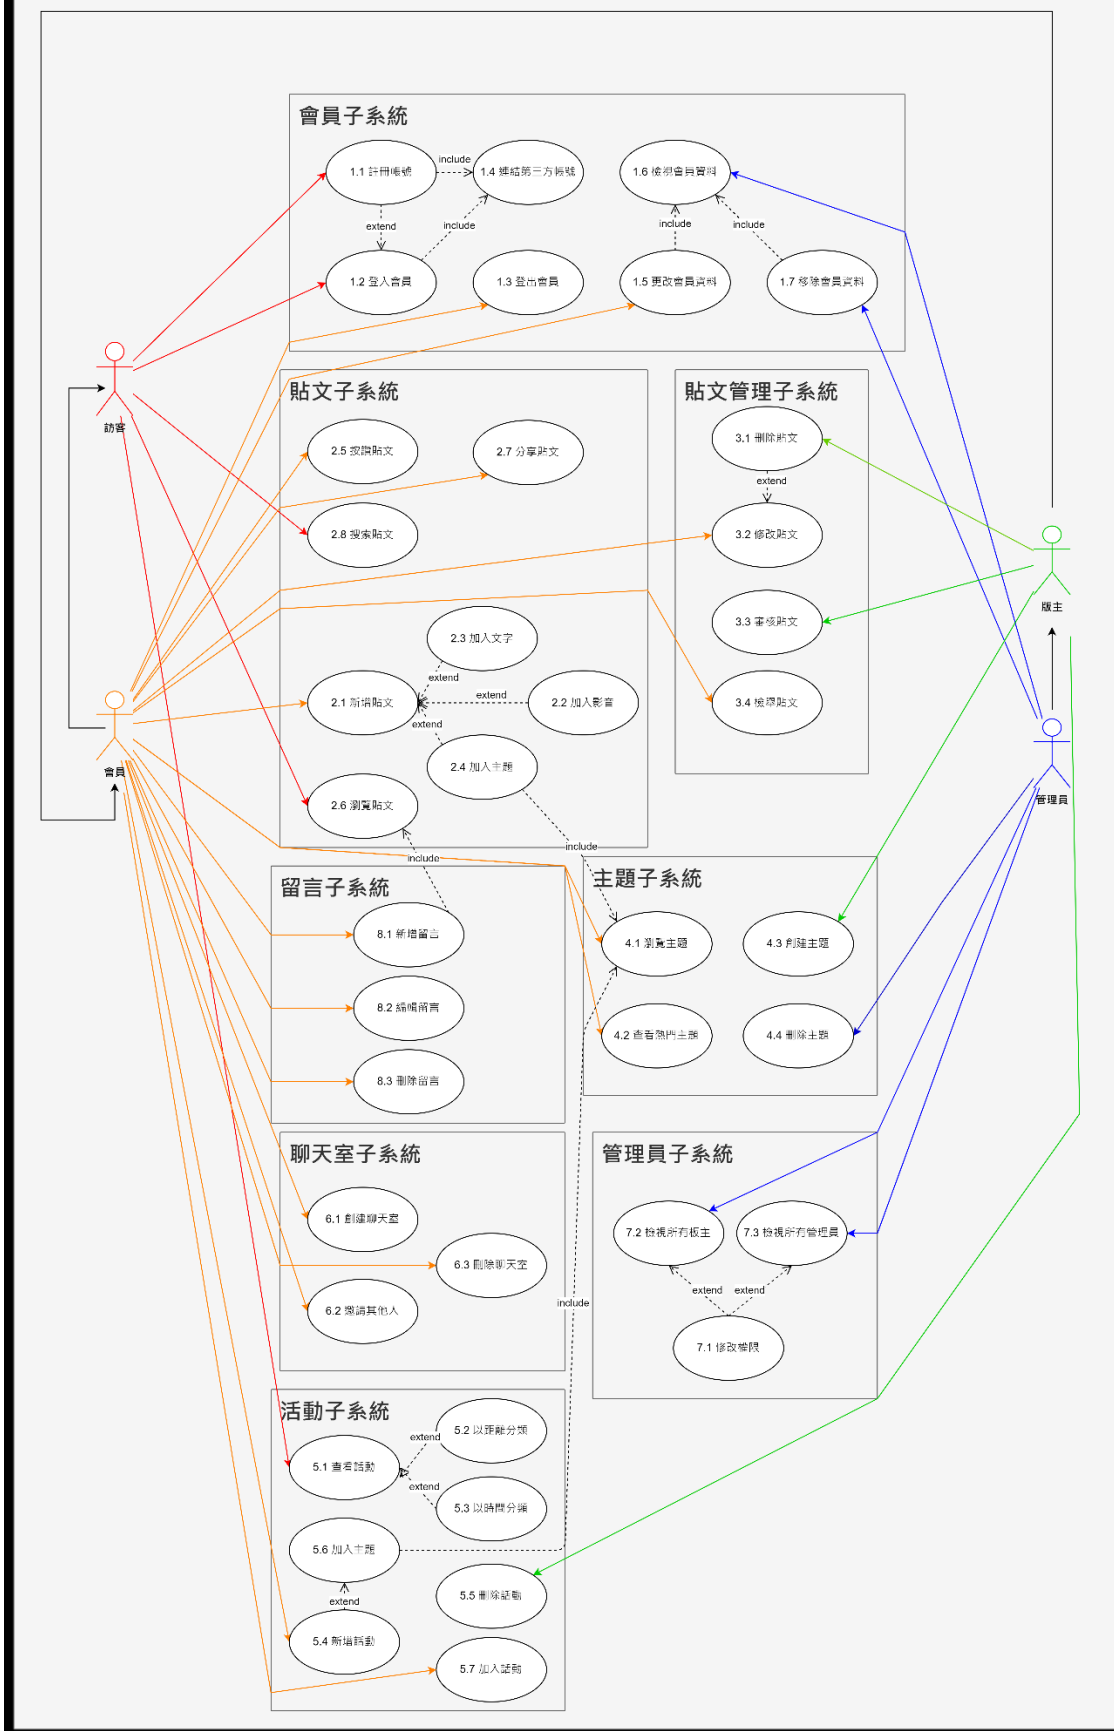 會員子系統
1.1 註冊帳號
include
1.4 連結第三方帳號
1.6 檢視會員資料
extend
include
include
include
1.2 登入會員
1.3 登出會員
1.5 更改會員資料
1.7 移除會員資料
訪客
貼文子系統
2.5 按讚貼文
2.7 分享貼文
2.8 搜索貼文
2.3 加入文字
extend
2.1 新增貼文
extend
2.2 加入影音
extend
2.4 加入主題
2.6 瀏覽貼文
include
include
貼文管理子系統
3.1 刪除貼文
extend
3.2 修改貼文
3.3 審核貼文
3.4 檢舉貼文
版主
會員
管理員
留言子系統
8.1 新增留言
8.2 編輯留言
8.3 刪除留言
主題子系統
4.1 瀏覽主題
4.3 創建主題
4.2 查看熱門主題
4.4 刪除主題
聊天室子系統
6.1 創建聊天室
6.3 刪除聊天室
6.2 邀請其他人
include
管理員子系統
7.2 檢視所有板主
7.3 檢視所有管理員
extend
extend
7.1 修改權限
活動子系統
5.2 以距離分類
extend
5.1 查看活動
extend
5.3 以時間分類
5.6 加入主題
extend
5.5 刪除活動
5.4 新增活動
5.7 加入活動